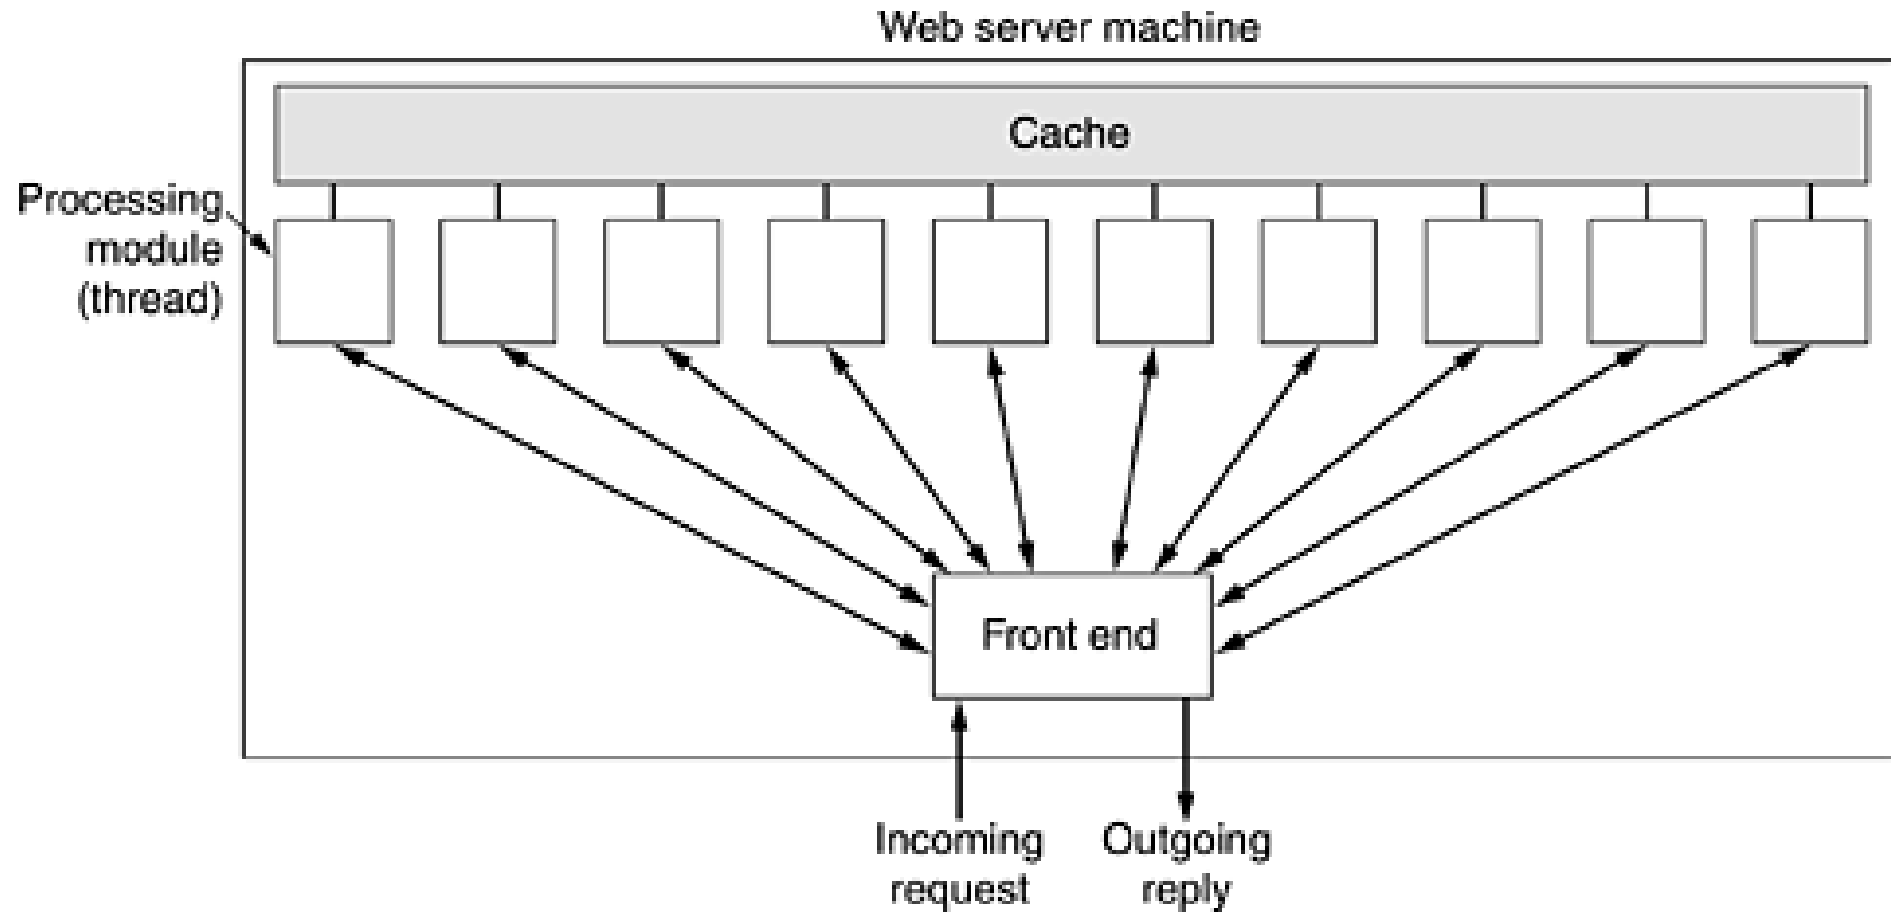 Web server machine
Cache
Processing
module
(thread)
Front end
Incoming
request
Outgoing
reply